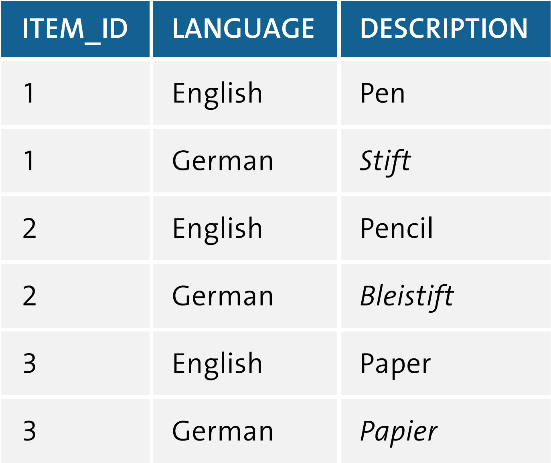 ITEM_ID LANGUAGE DESCRIPTION
1 English Pen
1 German Stift
2 English Pencil
2 German Bleistift
3 English Paper
3 German Papier